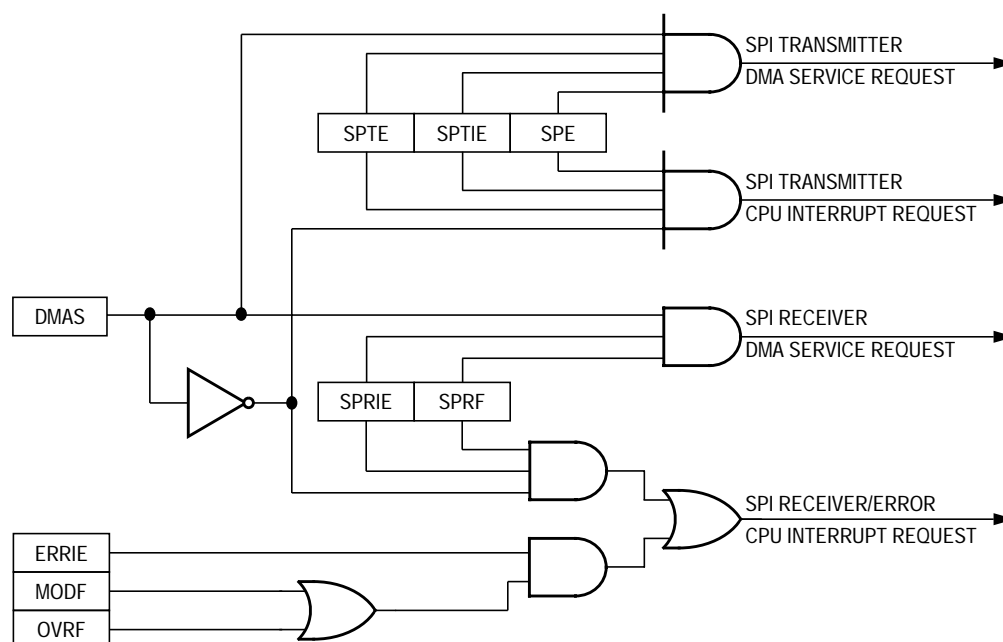 SPI TRANSMITTER
DMA SERVICE REQUEST
SPTE SPTIE SPE
SPI TRANSMITTER
CPU INTERRUPT REQUEST
DMAS
SPI RECEIVER
DMA SERVICE REQUEST
SPRIE SPRF
SPI RECEIVER/ERROR
CPU INTERRUPT REQUEST
ERRIE
MODF
OVRF